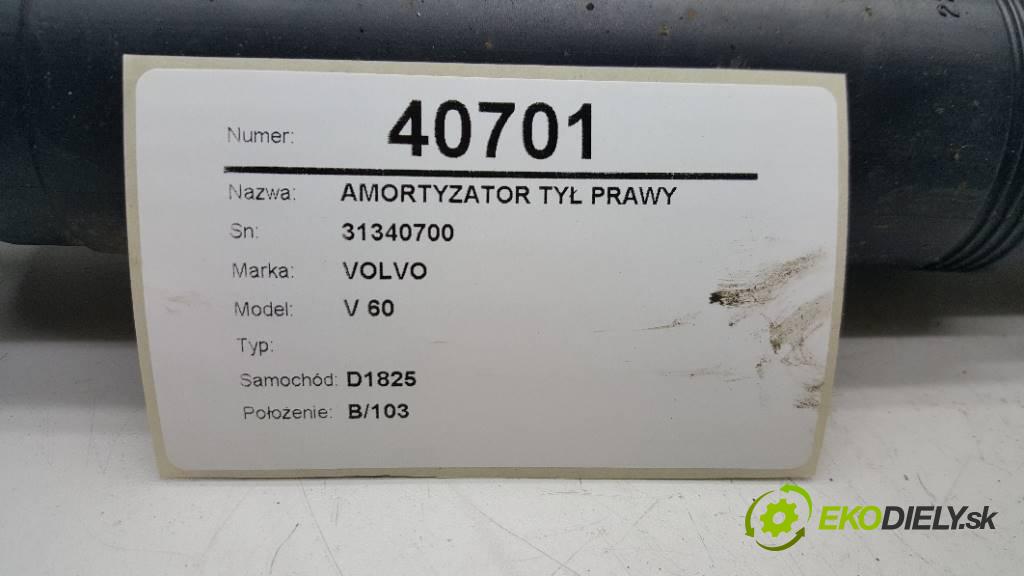 Numer: 40701
Nazwa: AMORTYZATOR TYŁ PRAWY
Sn: 31340700
Marka: VOLVO
Model: V 60
Typ:
Samochód: D1825
Położenie: B/103
EKODIELY.sk